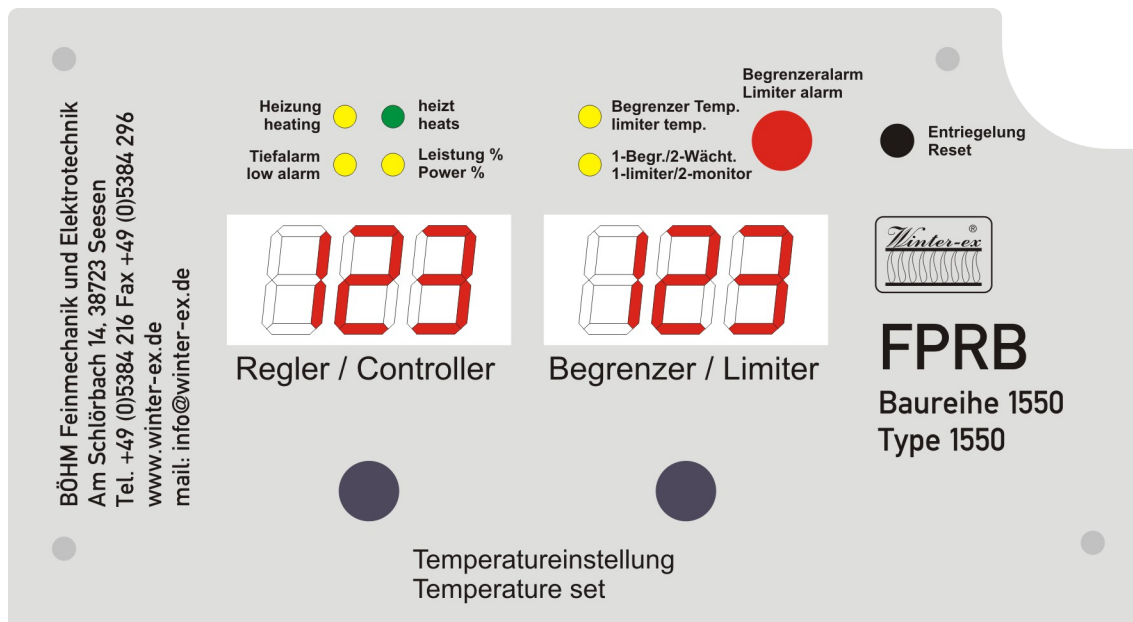 BÖHM Feinmechanik und Elektrotechnik
Am Schlörbach 14, 38723 Seesen
Tel. +49 (0)5384 216 Fax +49 (0)5384 296
www.winter-ex.de
mail: info@winter-ex.de
Heizung
heating
heizt
heats
Tiefalarm
low alarm
Leistung %
Power %
Begrenzer Temp.
limiter temp.
1-Begr./2-Wächt.
1-limiter/2-monitor
Begrenzeralarm
Limiter alarm
Entriegelung
Reset
123
Regler / Controller
123
Begrenzer / Limiter
Winter-ex ®
FPRB
Baureihe 1550
Type 1550
Temperatureinstellung
Temperature set